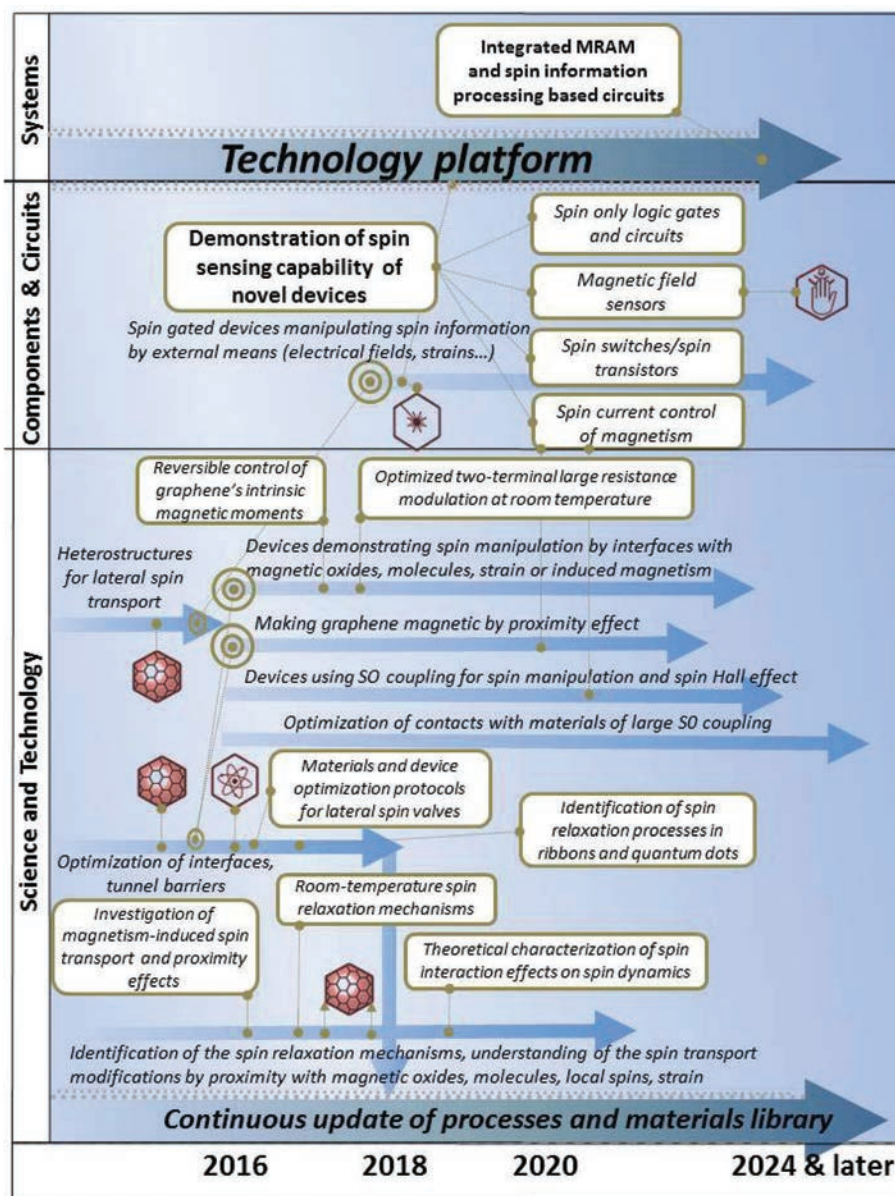 Systems
Integrated MRAM
and spin information
processing based circuits
Technology platform
Components & Circuits
Demonstration of spin
sensing capability of
novel devices
Spin only logic gates
and circuits
Magnetic field
sensors
Spin gated devices manipulating spin information
by external means (electrical fields, strains...)
Spin switches/spin
transistors
Spin current control
of magnetism
Science and Technology
Reversible control of
graphene's intrinsic
magnetic moments
Optimized two-terminal large resistance
modulation at room temperature
Heterostructures
for lateral spin
transport
Devices demonstrating spin manipulation by interfaces with
magnetic oxides, molecules, strain or induced magnetism
Making graphene magnetic by proximity effect
Devices using SO coupling for spin manipulation and spin Hall effect
Optimization of contacts with materials of large S0 coupling
Materials and device
optimization protocols
for lateral spin valves
Identification of spin
relaxation processes in
ribbons and quantum dots
Optimization of interfaces,
tunnel barriers
Room-temperature spin
relaxation mechanisms
Investigation of
magnetism-induced spin
transport and proximity
effects
Theoretical characterization of spin
interaction effects on spin dynamics
Identification of the spin relaxation mechanisms, understanding of the spin transport
modifications by proximity with magnetic oxides, molecules, local spins, strain
Continuous update of processes and materials library
2016 2018 2020 2024 & later